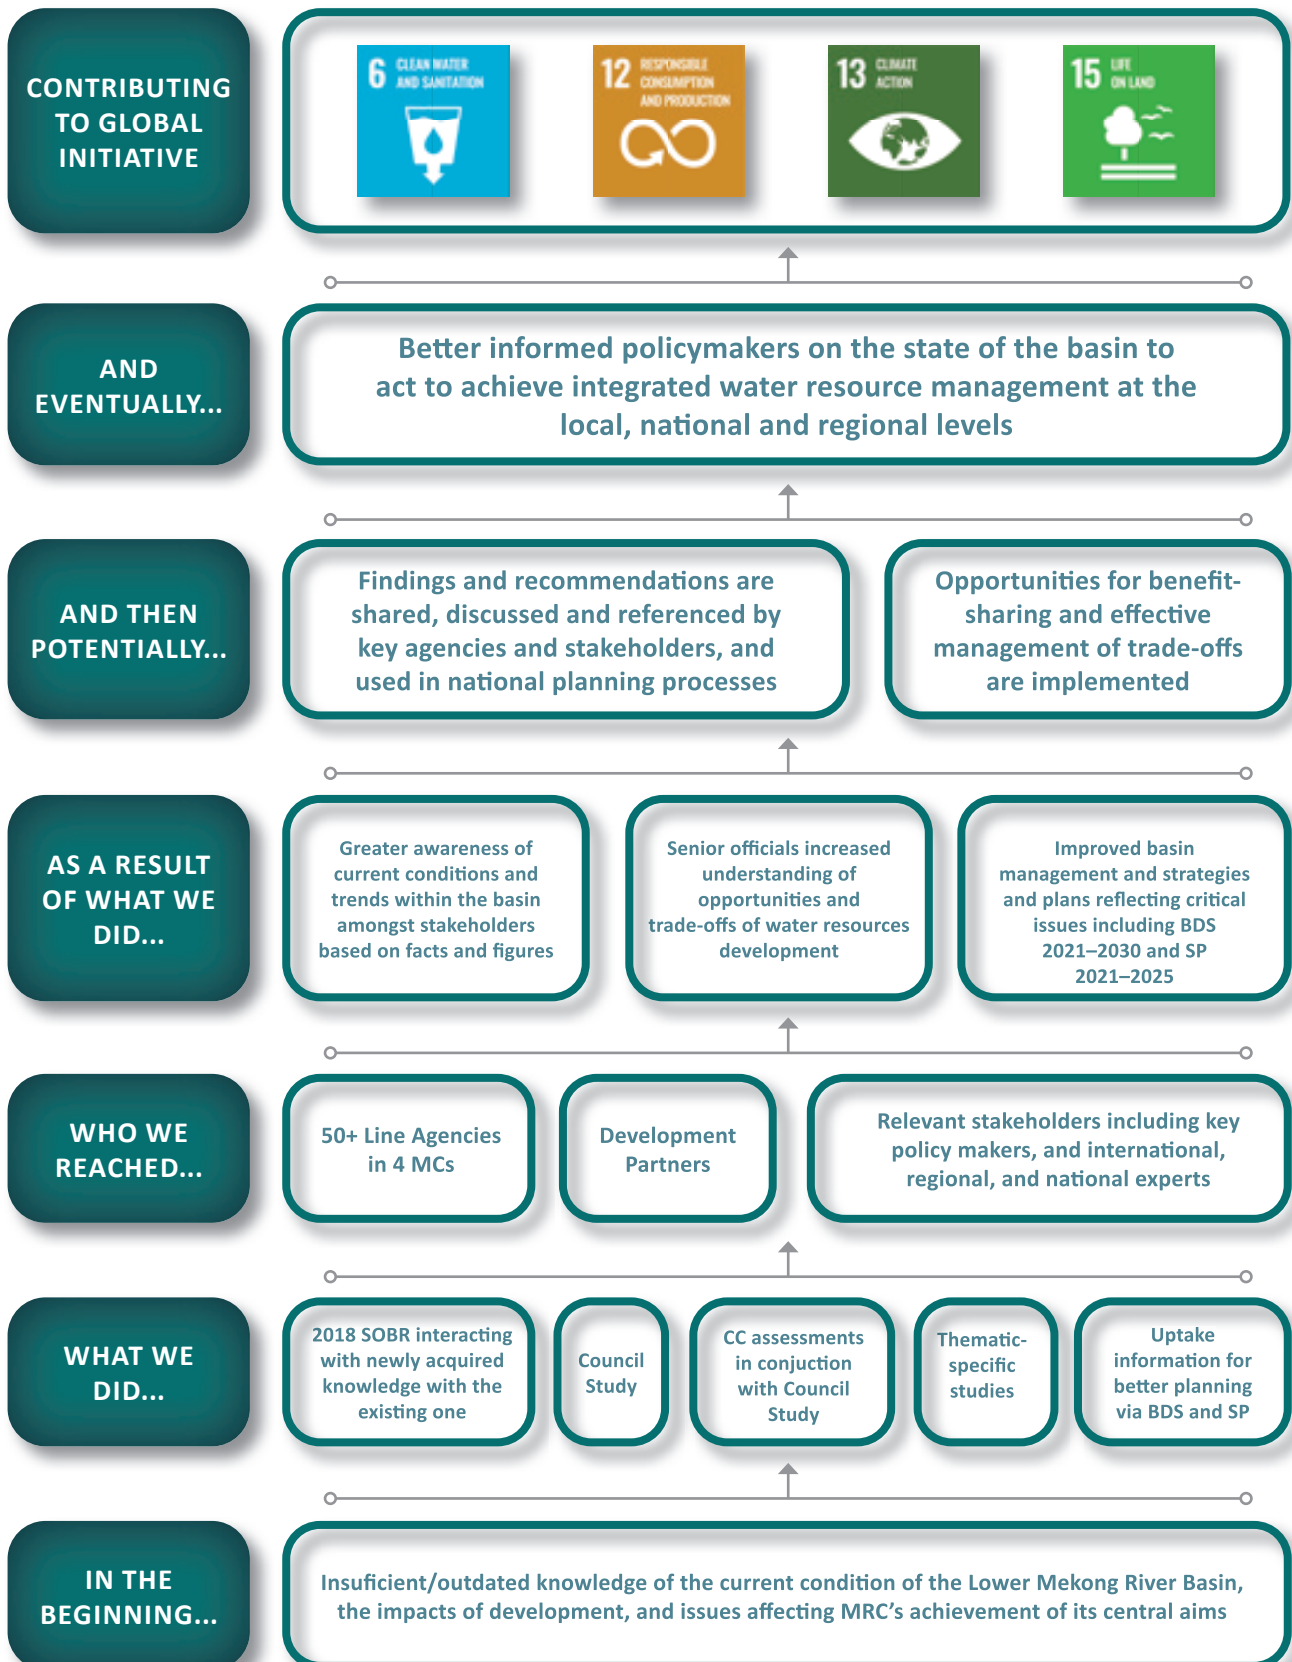 CONTRIBUTING
TO GLOBAL
INITIATIVE
6 CLEAN WATER
AND SANITATION
12 RESPONSIBLE
CONSUMPTION
AND PRODUCTION
13 CLIMATE
ACTION
15 LIFE
ON LAND
AND
EVENTUALLY...
Better informed policymakers on the state of the basin to
act to achieve integrated water resource management at the
local, national and regional levels
AND THEN
POTENTIALLY...
Findings and recommendations are
shared, discussed and referenced by
key agencies and stakeholders, and
used in national planning processes
Opportunities for benefit-
sharing and effective
management of trade-offs
are implemented
AS A RESULT
OF WHAT WE
DID...
Greater awareness of
current conditions and
trends within the basin
amongst stakeholders
based on facts and figures
Senior officials increased
understanding of
opportunities and
trade-offs of water resources
development
Improved basin
management and strategies
and plans reflecting critical
issues including BDS
2021–2030 and SP
2021–2025
WHO WE
REACHED...
50+ Line Agencies
in 4 MCs
Development
Partners
Relevant stakeholders including key
policy makers, and international,
regional, and national experts
WHAT WE
DID...
2018 SOBR interacting
with newly acquired
knowledge with the
existing one
Council
Study
CC assessments
in conjuction
with Council
Study
Thematic-
specific
studies
Uptake
information for
better planning
via BDS and SP
IN THE
BEGINNING...
Insuficient/outdated knowledge of the current condition of the Lower Mekong River Basin,
the impacts of development, and issues affecting MRC's achievement of its central aims